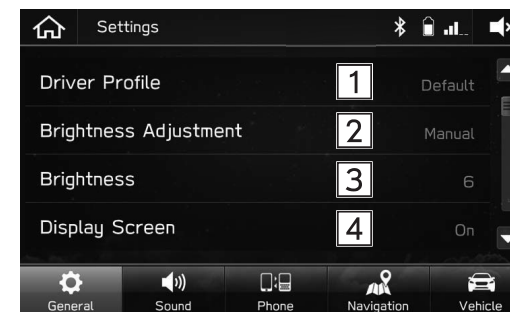 Settings
Driver Profile 1 Default
Brightness Adjustment 2 Manual
Brightness 3 6
Display Screen 4 On
General Sound Phone Navigation Vehicle